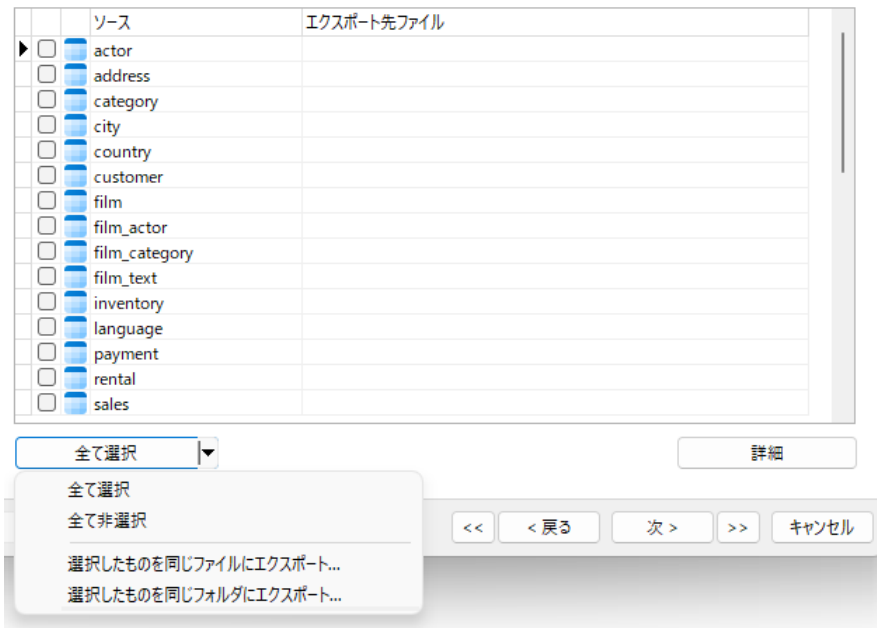 ソース エクスポート先ファイル
actor
address
category
city
country
customer
film
film_actor
film_category
film_text
inventory
language
payment
rental
sales
全て選択 詳細
全て選択
全て非選択
<< < 戻る 次 > >> キャンセル
選択したものを同じファイルにエクスポート...
選択したものを同じフォルダにエクスポート...